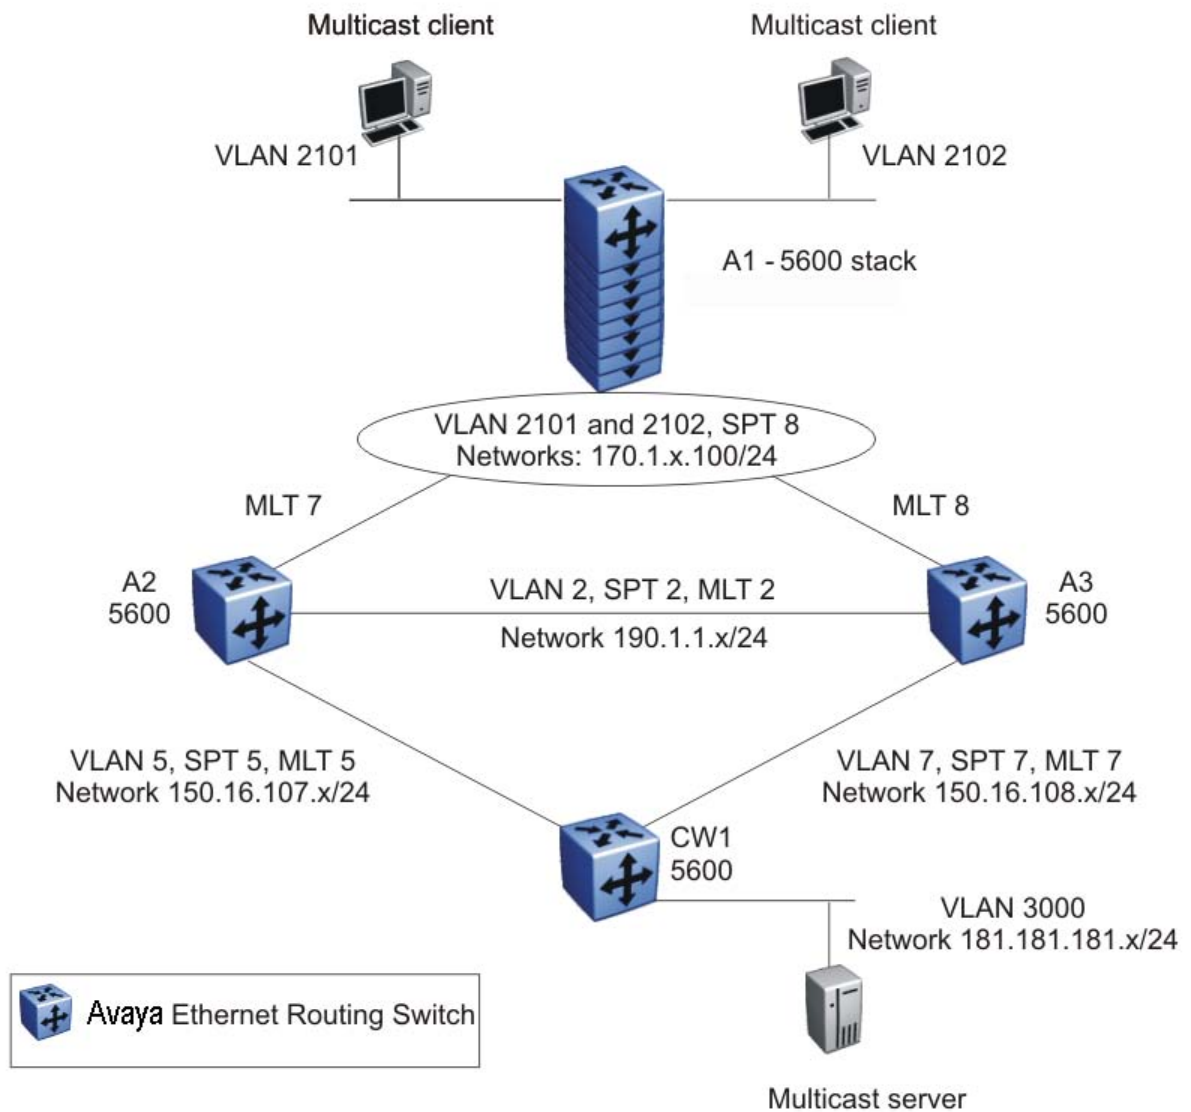 Multicast client
Multicast client
VLAN 2101
VLAN 2102
A1 - 5600 stack
VLAN 2101 and 2102, SPT 8
Networks: 170.1.x.100/24
MLT 7
MLT 8
A2
5600
VLAN 2, SPT 2, MLT 2
Network 190.1.1.x/24
A3
5600
VLAN 5, SPT 5, MLT 5
Network 150.16.107.x/24
VLAN 7, SPT 7, MLT 7
Network 150.16.108.x/24
CW1
5600
VLAN 3000
Network 181.181.181.x/24
Avaya Ethernet Routing Switch
Multicast server